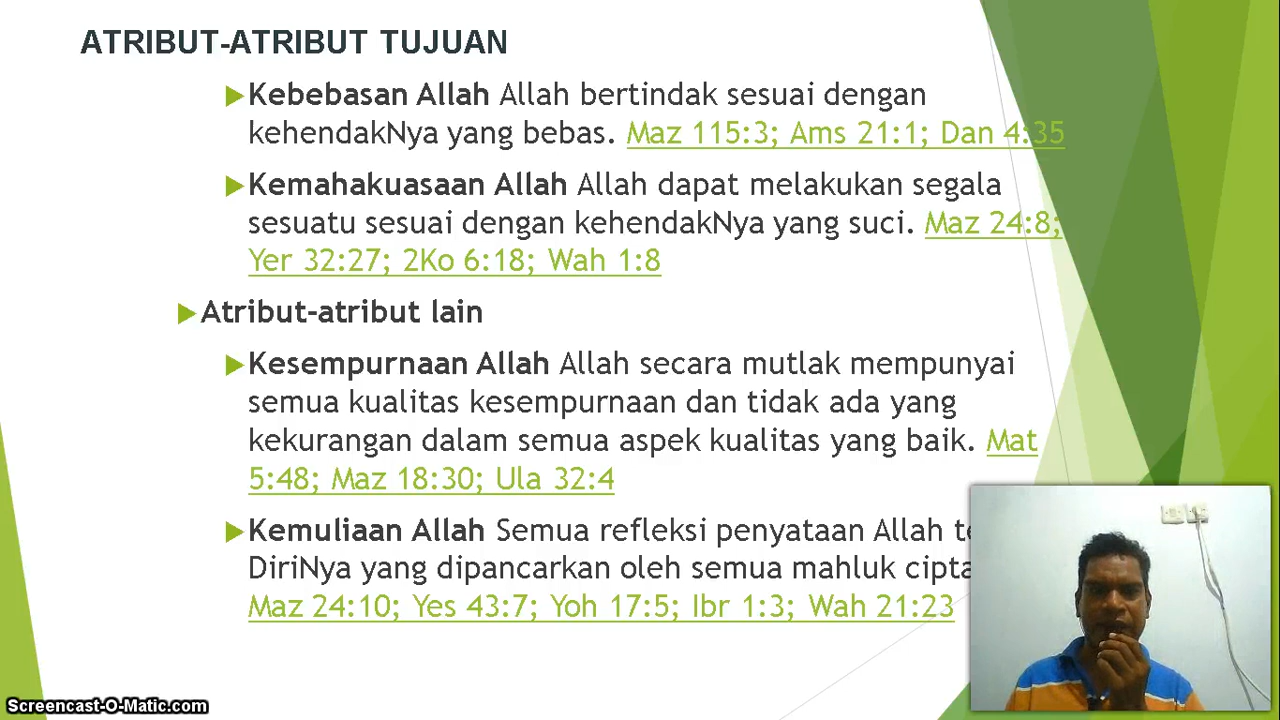 ATRIBUT-ATRIBUT TUJUAN
Kebebasan Allah Allah bertindak sesuai dengan
kehendakNya yang bebas. Maz 115:3; Ams 21:1; Dan 4:35
Kemahakuasaan Allah Allah dapat melakukan segala
sesuatu sesuai dengan kehendakNya yang suci. Maz 24:8;
Yer 32:27; 2Ko 6:18; Wah 1:8
Atribut-atribut lain
Kesempurnaan Allah Allah secara mutlak mempunyai
semua kualitas kesempurnaan dan tidak ada yang
kekurangan dalam semua aspek kualitas yang baik. Mat
5:48; Maz 18:30; Ula 32:4
Kemuliaan Allah Semua refleksi penyataan Allah
DiriNya yang dipancarkan oleh semua mahluk
Maz 24:10; Yes 43:7; Yoh 17:5; Ibr 1:3; Wah 21:23
Screencast-O-Matic.com